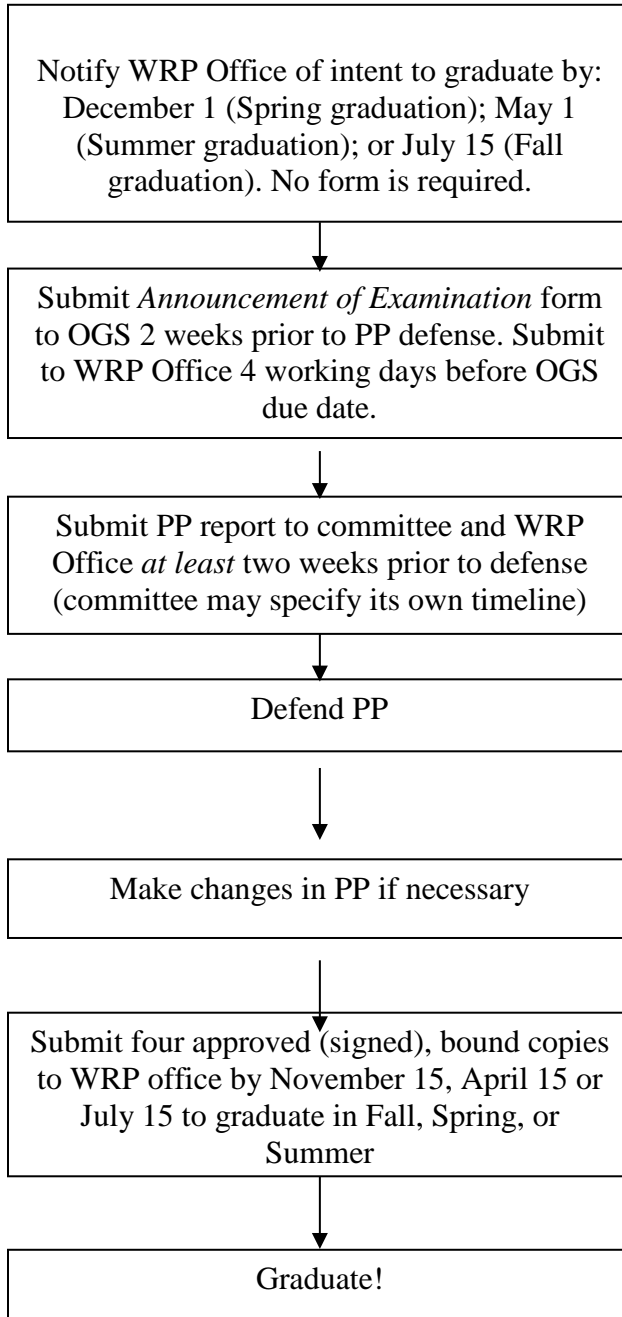 Notify WRP Office of intent to graduate by:
December 1 (Spring graduation); May 1
(Summer graduation); or July 15 (Fall
graduation). No form is required.
Submit Announcement of Examination form
to OGS 2 weeks prior to PP defense. Submit
to WRP Office 4 working days before OGS
due date.
Submit PP report to committee and WRP
Office at least two weeks prior to defense
(committee may specify its own timeline)
Defend PP
Make changes in PP if necessary
Submit four approved (signed), bound copies
to WRP office by November 15, April 15 or
July 15 to graduate in Fall, Spring, or
Summer
Graduate!